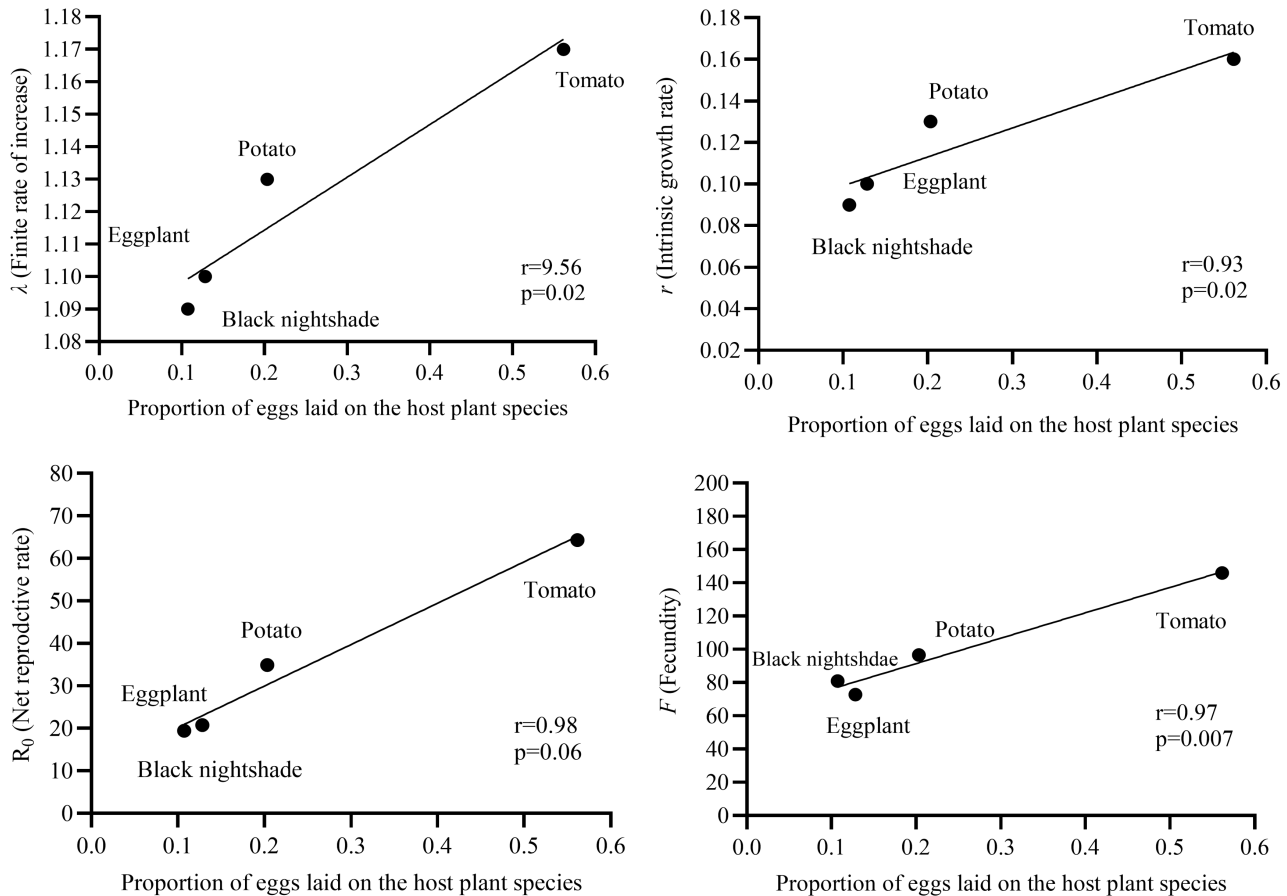 λ (Finite rate of increase)
1.18
1.17
1.16
1.15
1.14
1.13
1.12
1.11
1.10
1.09
1.08
Tomato
Potato
Eggplant
Black nightshade
r=9.56
p=0.02
0.0 0.1 0.2 0.3 0.4 0.5 0.6
Proportion of eggs laid on the host plant species
r (Intrinsic growth rate)
0.18
0.16
0.14
0.12
0.10
0.08
0.06
0.04
0.02
Tomato
Potato
Eggplant
Black nightshade
r=0.93
p=0.02
0.0 0.1 0.2 0.3 0.4 0.5 0.6
Proportion of eggs laid on the host plant species
R0 (Net reprodctive rate)
80
70
60
50
40
30
20
10
0
Tomato
Potato
Eggplant
Black nightshade
r=0.98
p=0.06
0.0 0.1 0.2 0.3 0.4 0.5 0.6
Proportion of eggs laid on the host plant species
F (Fecundity)
200
180
160
140
120
100
80
60
40
20
0
Potato
Tomato
Black nightshdae
Eggplant
r=0.97
p=0.007
0.0 0.1 0.2 0.3 0.4 0.5 0.6
Proportion of eggs laid on the host plant species